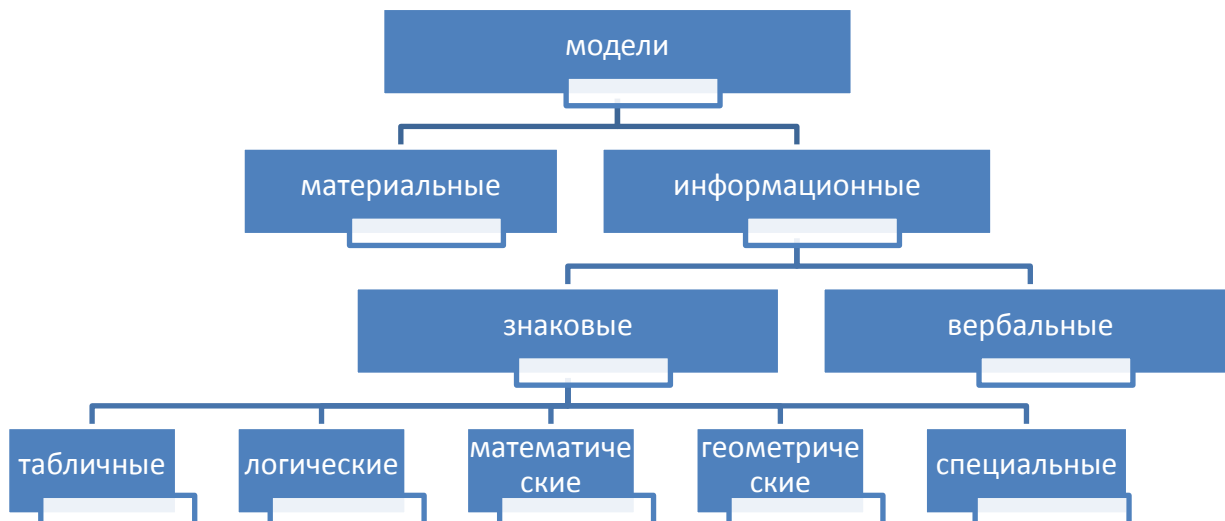 модели
материальные
информационные
знаковые
вербальные
табличные
логические
математиче
ские
геометриче
ские
специальные